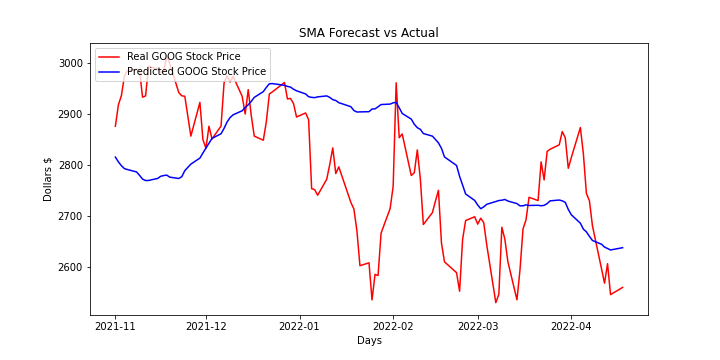 SMA Forecast vs Actual
Real GOOG Stock Price
Predicted GOOG Stock Price
3000
2900
2800
2700
2600
Dollars $
2021-11 2021-12 2022-01 2022-02 2022-03 2022-04
Days